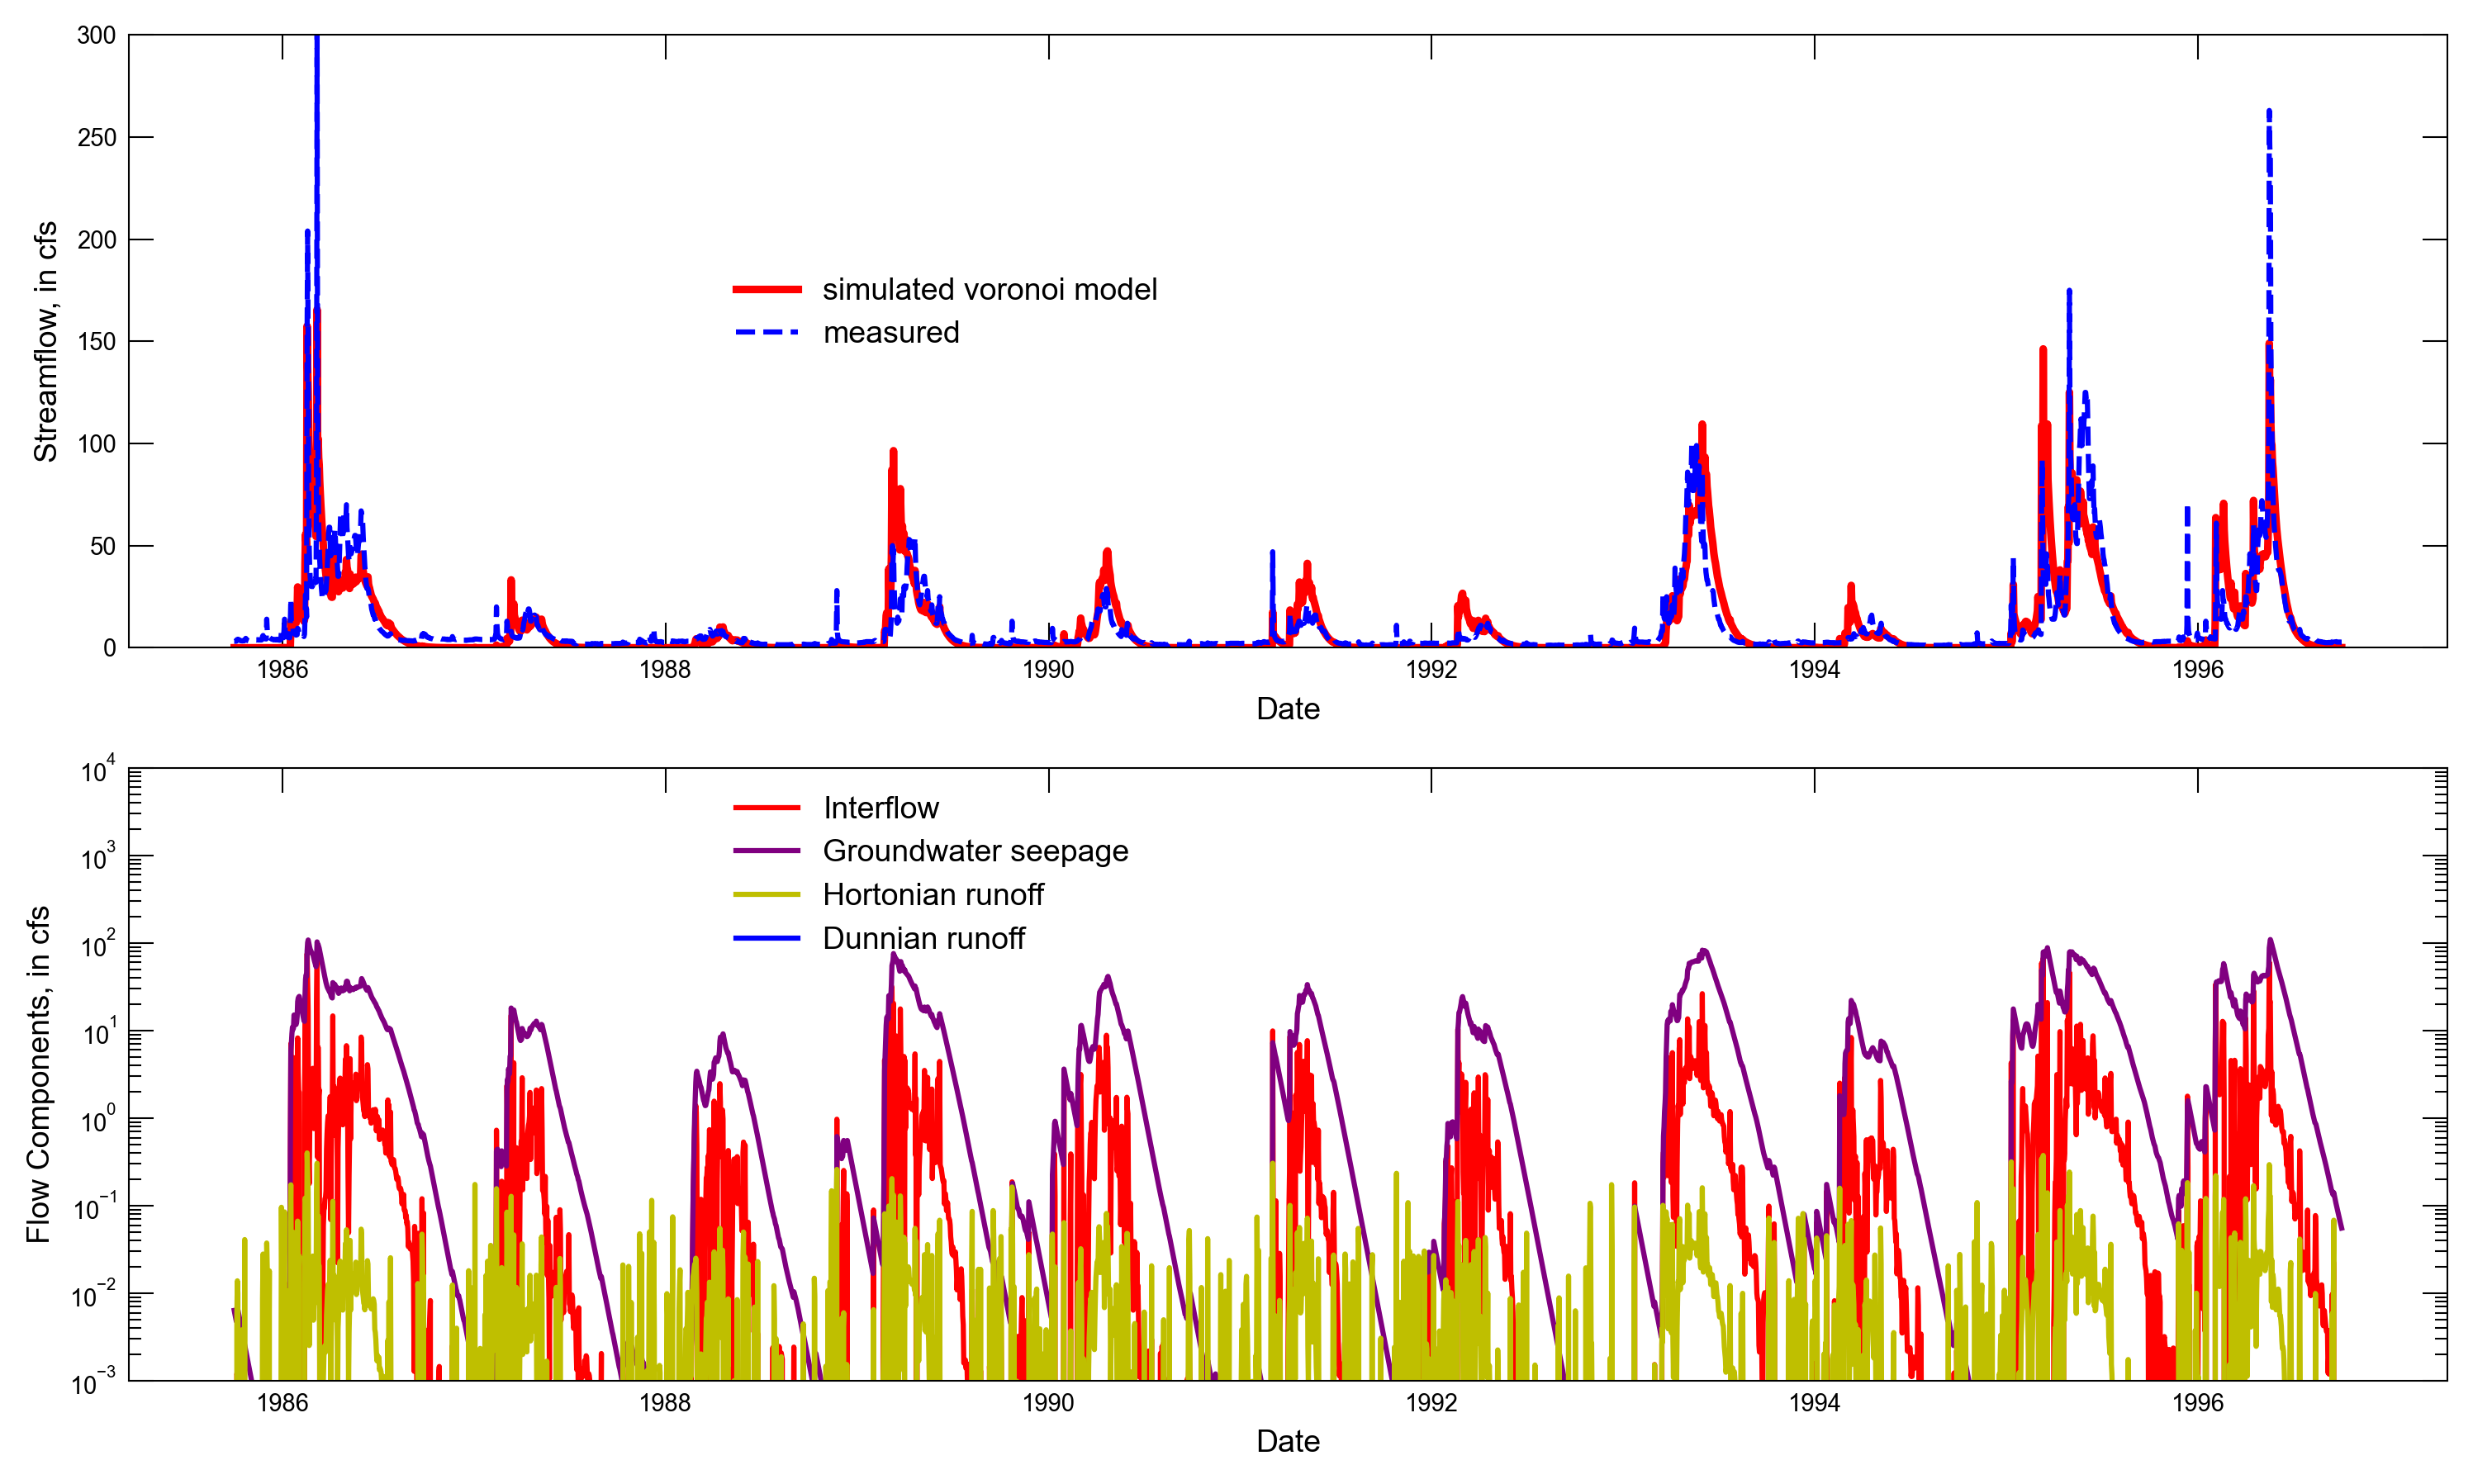 300
250
200
150
100
50
0
Streamflow, in cfs
simulated voronoi model
measured
1986 1988 1990 1992 1994 1996
Date
10⁴
10³
10²
10¹
10⁰
10⁻¹
10⁻²
10⁻³
Flow Components, in cfs
Interflow
Groundwater seepage
Hortonian runoff
Dunnian runoff
1986 1988 1990 1992 1994 1996
Date